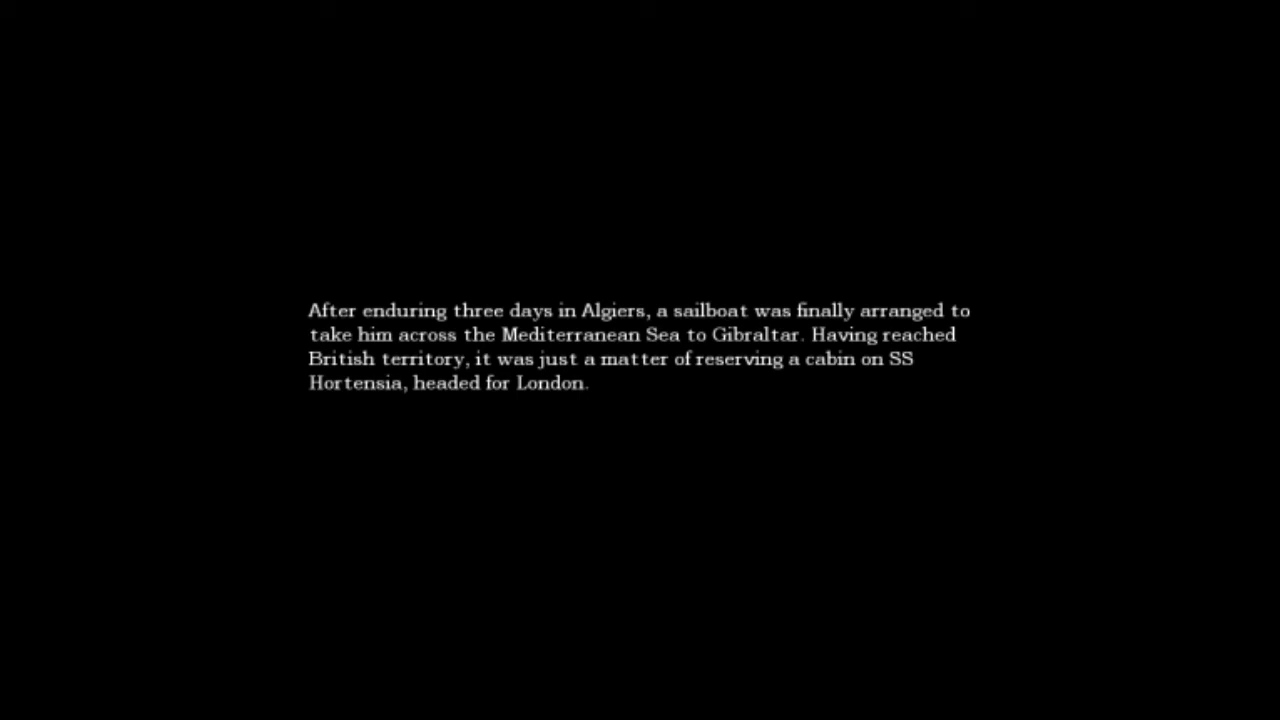 After enduring three days in Algiers, a sailboat was finally arranged to
take him across the Mediterranean Sea to Gibraltar. Having reached
British territory, it was just a matter of reserving a cabin on SS
Hortensia, headed for London.